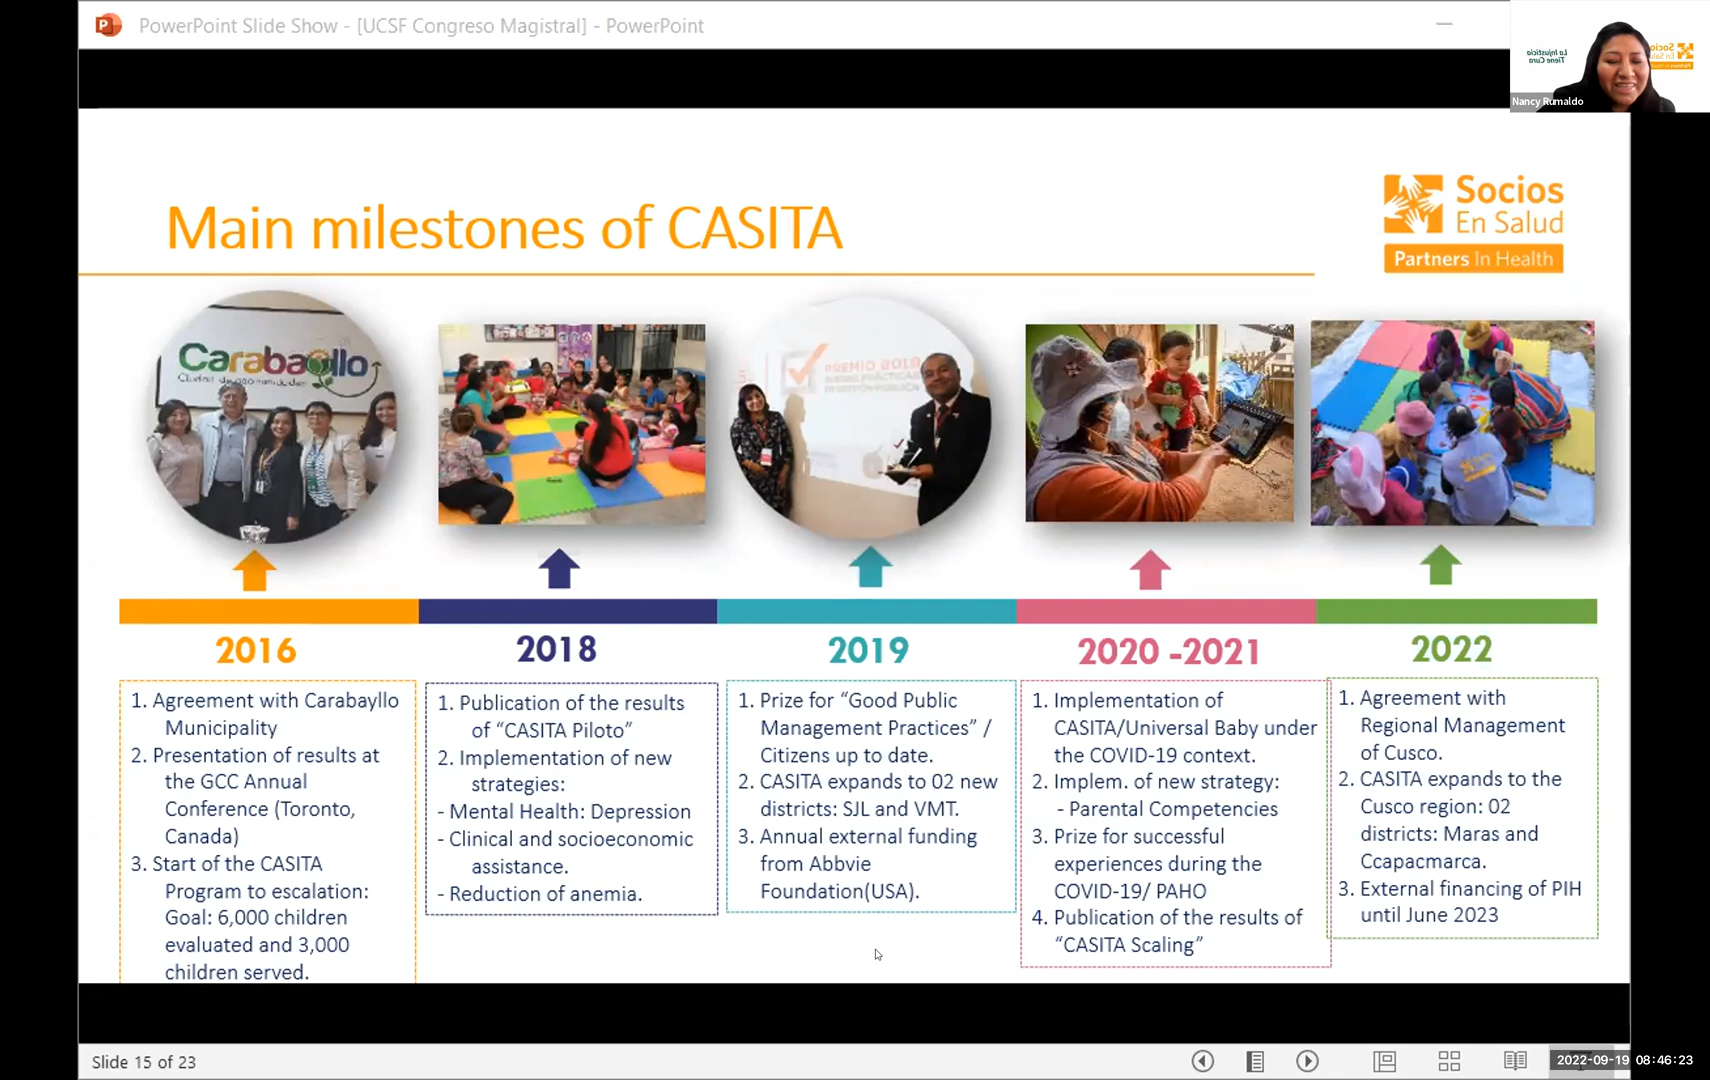 PowerPoint Slide Show - [UCSF Congreso Magistral] - PowerPoint
La Injusticia
Tiene Cura
Socios
En Salud
Nancy Rumaldo
Main milestones of CASITA
Socios
En Salud
Partners In Health
Carabayllo
PREMIO 2018
2016
2018
2019
2020 -2021
2022
1. Agreement with Carabayllo
Municipality
2. Presentation of results at
the GCC Annual
Conference (Toronto,
Canada)
3. Start of the CASITA
Program to escalation:
Goal: 6,000 children
evaluated and 3,000
children served.
1. Publication of the results
of “CASITA Piloto”
2. Implementation of new
strategies:
- Mental Health: Depression
- Clinical and socioeconomic
assistance.
- Reduction of anemia.
1. Prize for “Good Public
Management Practices” /
Citizens up to date.
2. CASITA expands to 02 new
districts: SJL and VMT.
3. Annual external funding
from Abbvie
Foundation(USA).
1. Implementation of
CASITA/Universal Baby under
the COVID-19 context.
2. Implem. of new strategy:
- Parental Competencies
3. Prize for successful
experiences during the
COVID-19/ PAHO
4. Publication of the results of
“CASITA Scaling”
1. Agreement with
Regional Management
of Cusco.
2. CASITA expands to the
Cusco region: 02
districts: Maras and
Ccapacmarca.
3. External financing of PIH
until June 2023
Slide 15 of 23
2022-09-19 08:46:23